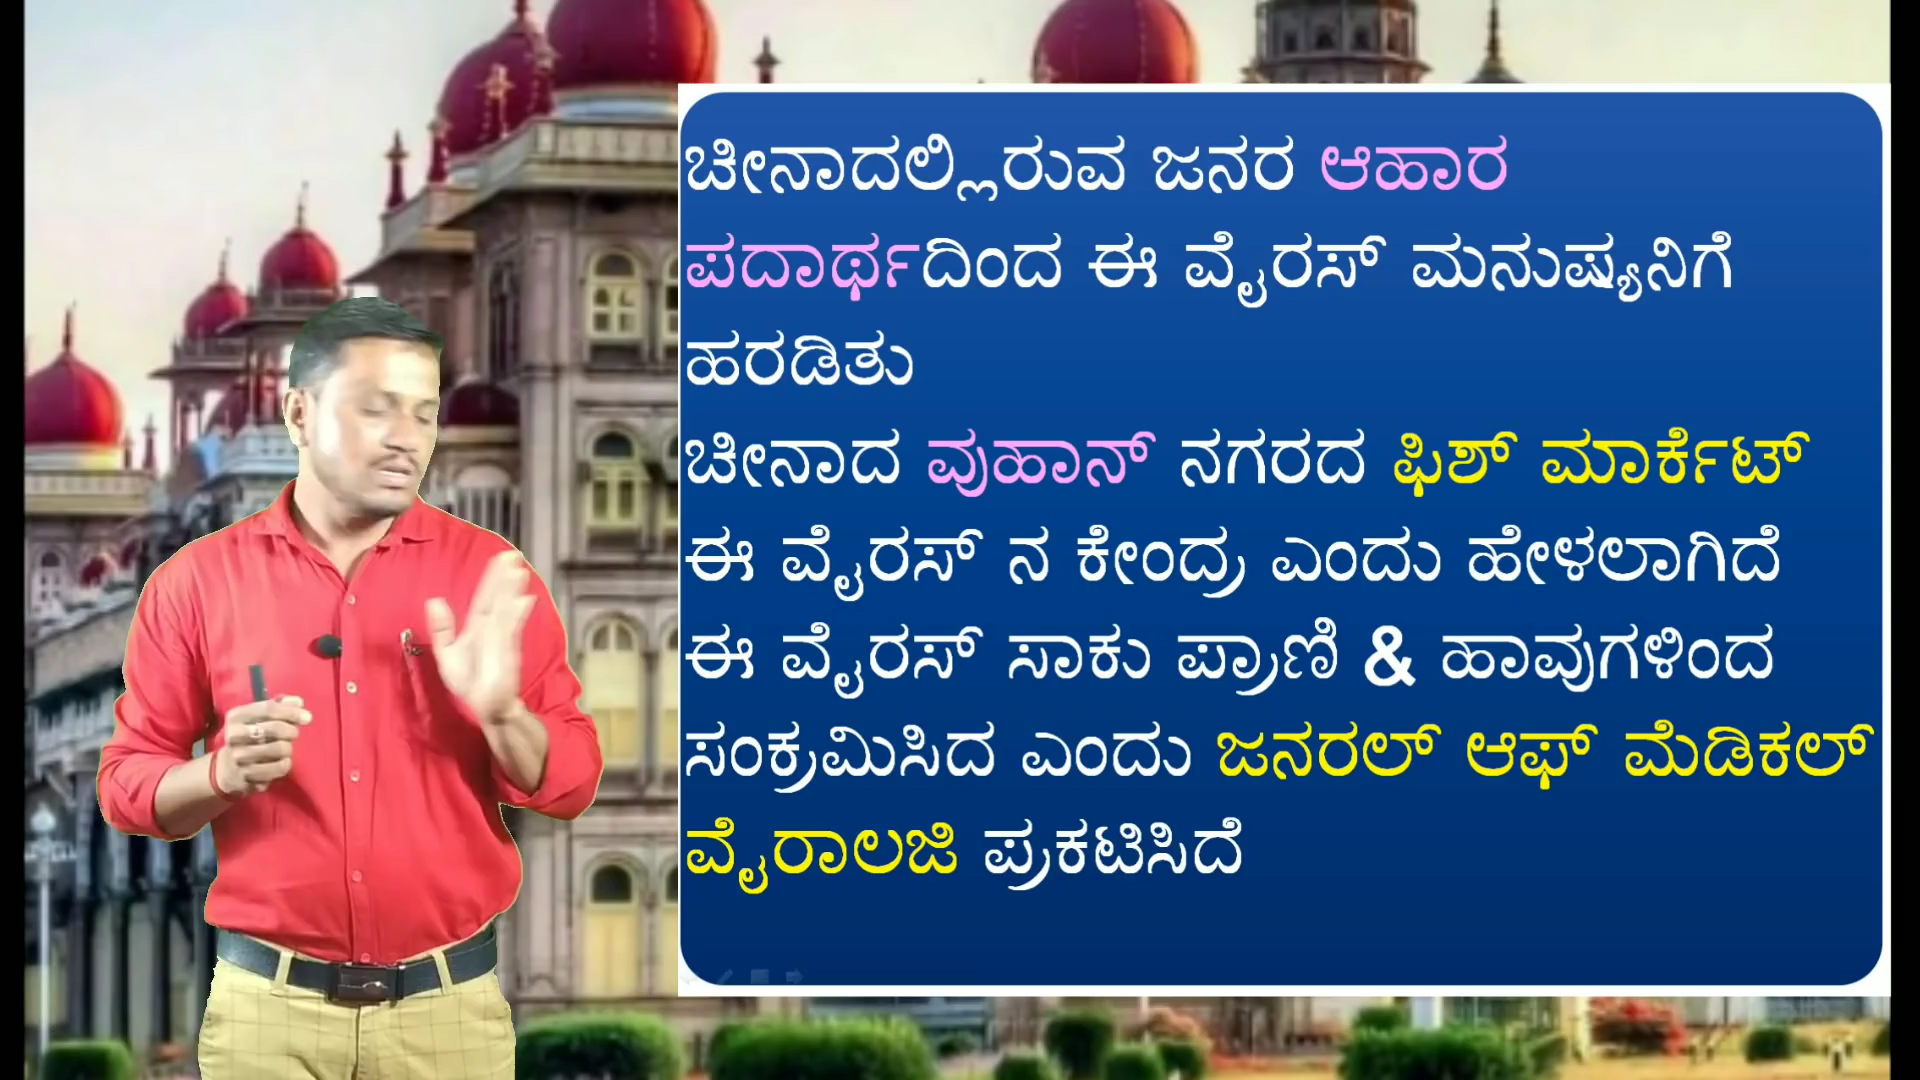 ಚೀನಾದಲ್ಲಿರುವ ಜನರ ಆಹಾರ
ಪದಾರ್ಥದಿಂದ ಈ ವೈರಸ್ ಮನುಷ್ಯನಿಗೆ
ಹರಡಿತು
ಚೀನಾದ ವುಹಾನ್ ನಗರದ ಫಿಶ್ ಮಾರ್ಕೆಟ್
ಈ ವೈರಸ್ ನ ಕೇಂದ್ರ ಎಂದು ಹೇಳಲಾಗಿದೆ
ಈ ವೈರಸ್ ಸಾಕು ಪ್ರಾಣಿ & ಹಾವುಗಳಿಂದ
ಸಂಕ್ರಮಿಸಿದ ಎಂದು ಜನರಲ್ ಆಫ್ ಮೆಡಿಕಲ್
ವೈರಾಲಜಿ ಪ್ರಕಟಿಸಿದೆ